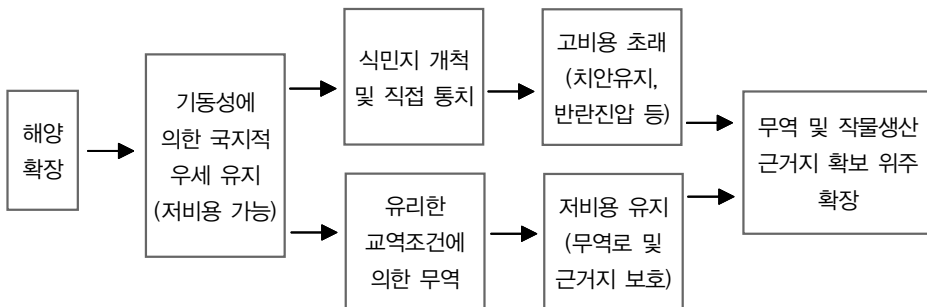 해양
확장
기동성에
의한 국지적
우세 유지
(저비용 가능)
식민지 개척
및 직접 통치
고비용 초래
(치안유지,
반란진압 등)
유리한
교역조건에
의한 무역
저비용 유지
(무역로 및
근거지 보호)
무역 및 작물생산
근거지 확보 위주
확장